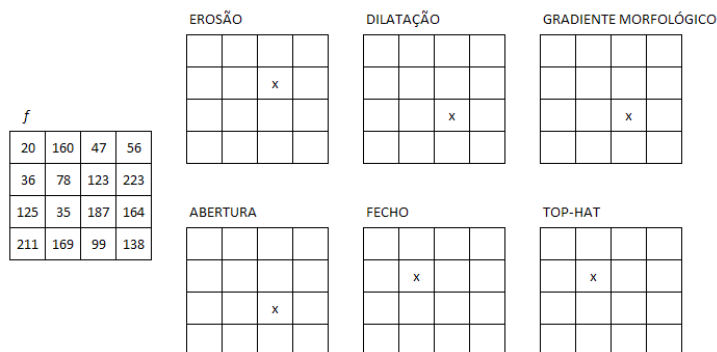 EROSÃO DILATAÇÃO GRADIENTE MORFOLÓGICO
x
x x
f
20 160 47 56
36 78 123 223
125 35 187 164
211 169 99 138
ABERTURA FECHO TOP-HAT
x x
x